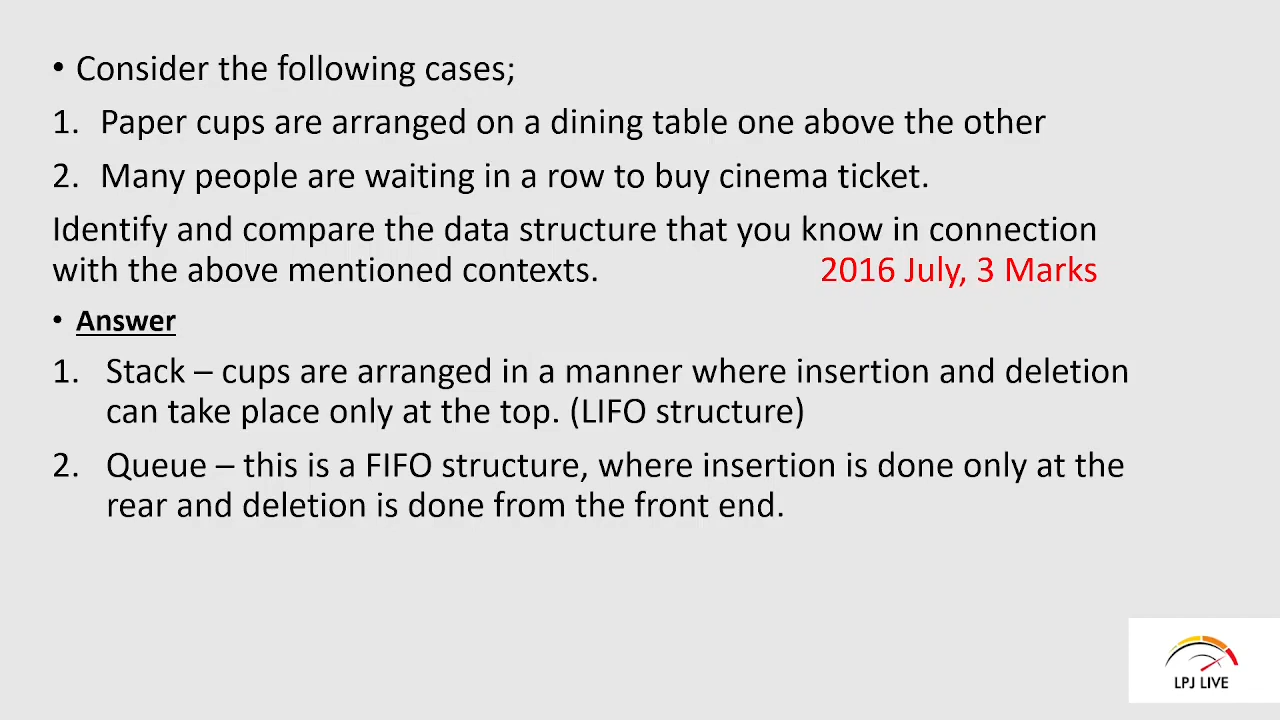 • Consider the following cases;
1. Paper cups are arranged on a dining table one above the other
2. Many people are waiting in a row to buy cinema ticket.
Identify and compare the data structure that you know in connection
with the above mentioned contexts. 2016 July, 3 Marks
• Answer
1. Stack – cups are arranged in a manner where insertion and deletion
can take place only at the top. (LIFO structure)
2. Queue – this is a FIFO structure, where insertion is done only at the
rear and deletion is done from the front end.
LPJ LIVE